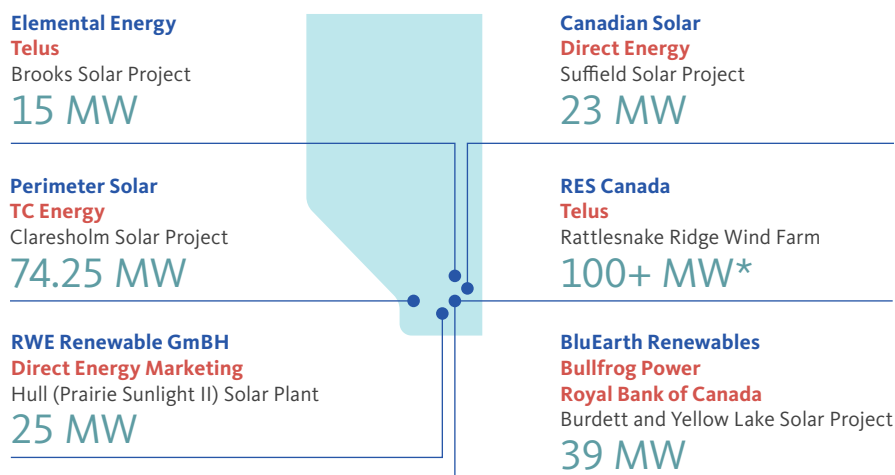 Elemental Energy
Telus
Brooks Solar Project
15 MW
Canadian Solar
Direct Energy
Suffield Solar Project
23 MW
Perimeter Solar
TC Energy
Claresholm Solar Project
74.25 MW
RES Canada
Telus
Rattlesnake Ridge Wind Farm
100+ MW*
RWE Renewable GmBH
Direct Energy Marketing
Hull (Prairie Sunlight II) Solar Plant
25 MW
BluEarth Renewables
Bullfrog Power
Royal Bank of Canada
Burdett and Yellow Lake Solar Project
39 MW